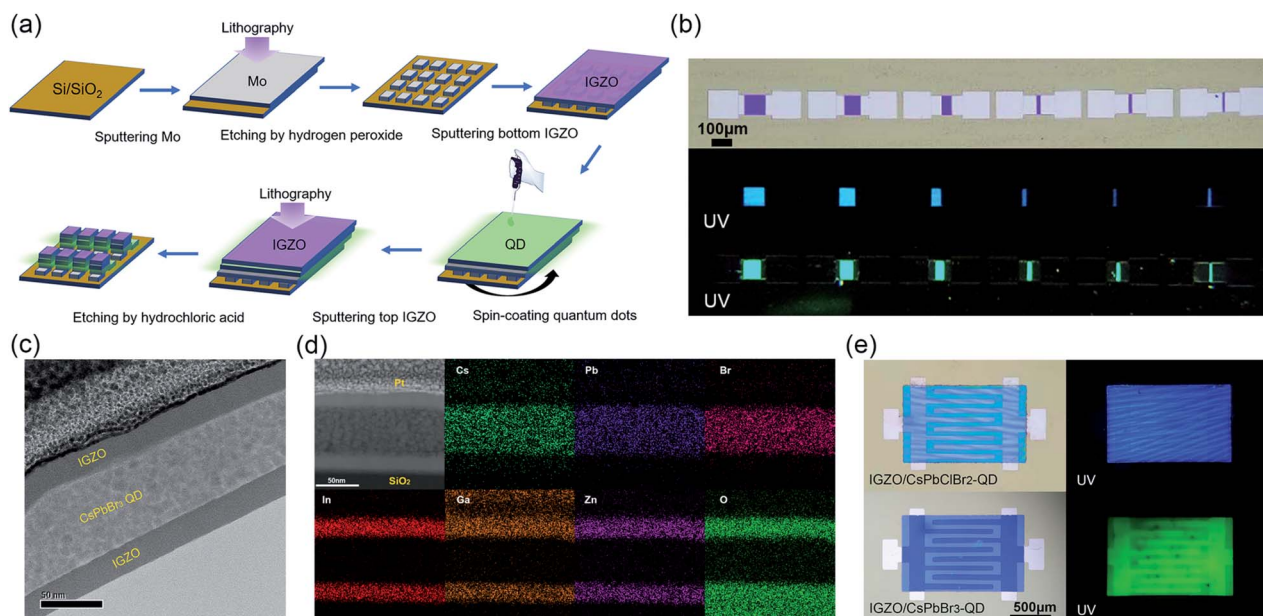 (a)
Lithography
Si/SiO₂
Mo
IGZO
Sputtering Mo
Etching by hydrogen peroxide
Sputtering bottom IGZO
Lithography
IGZO
QD
Etching by hydrochloric acid
Sputtering top IGZO
Spin-coating quantum dots
(b)
100μm
UV
UV
(c)
IGZO
CsPbBr₃ QD
IGZO
50 nm
(d)
Pt
50nm
SiO₂
Cs
Pb
Br
In
Ga
Zn
O
(e)
IGZO/CsPbClBr₂-QD
UV
IGZO/CsPbBr₃-QD
500μm
UV